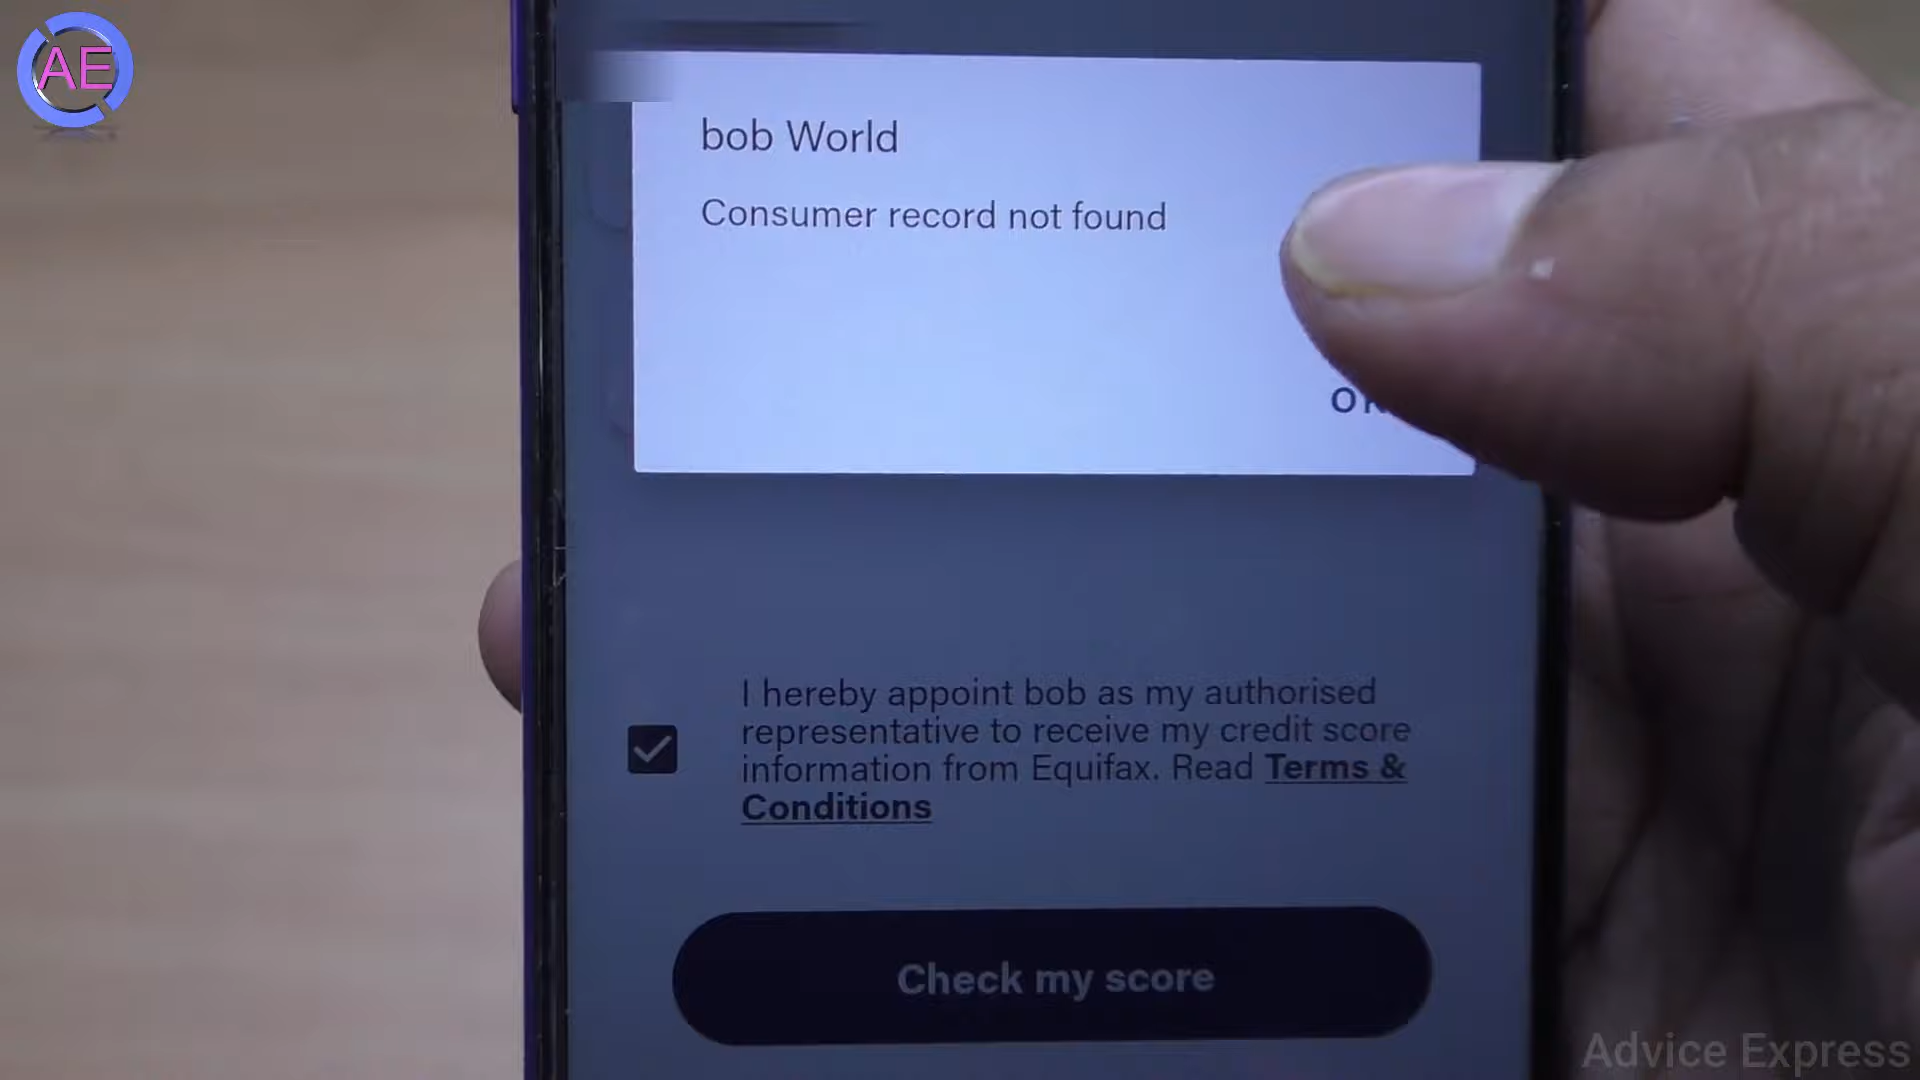 AE
bob World
Consumer record not found
I hereby appoint bob as my authorised
representative to receive my credit score
information from Equifax. Read Terms &
Conditions
Check my score
Advice Express